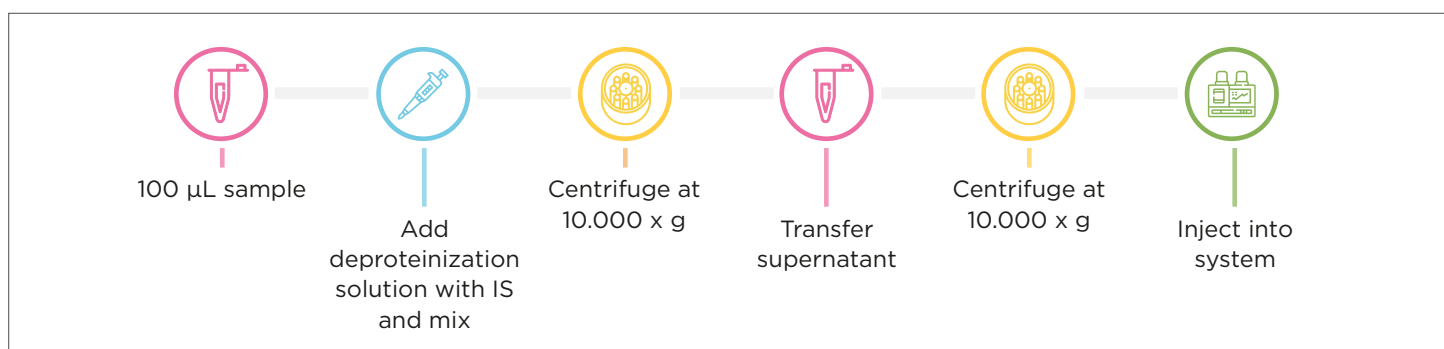 100 µL sample
Add
deproteinization
solution with IS
and mix
Centrifuge at
10.000 x g
Transfer
supernatant
Centrifuge at
10.000 x g
Inject into
system